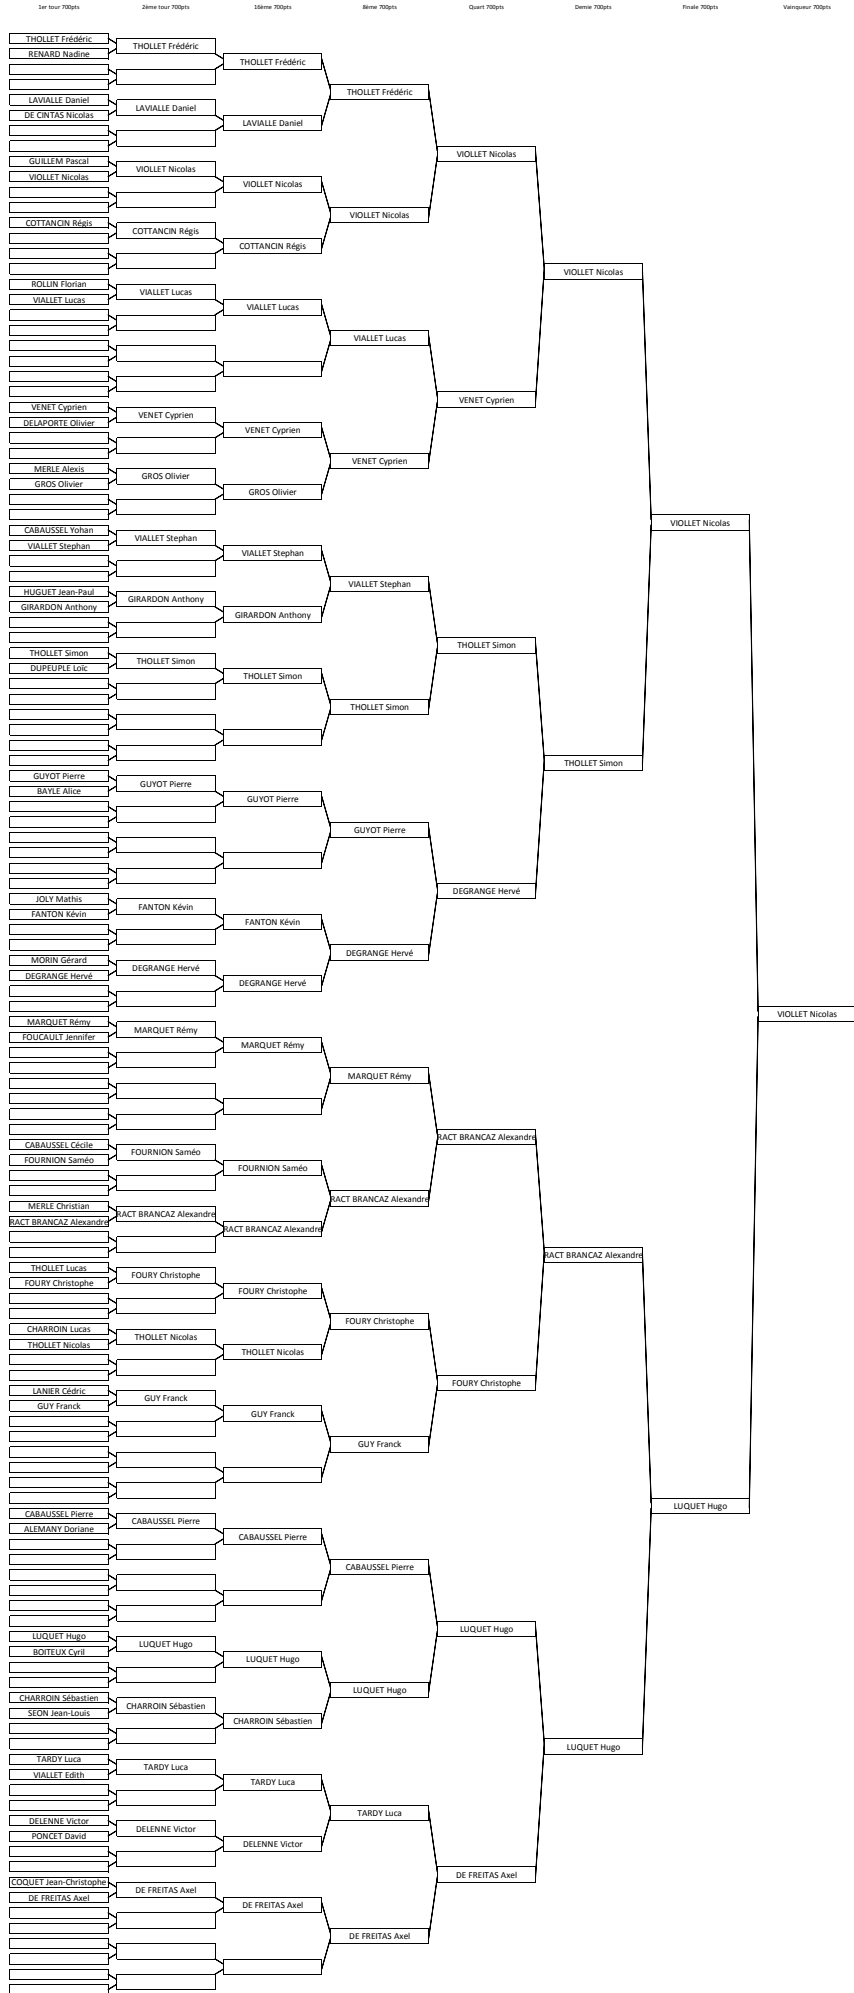 1er tour 700pts
2ème tour 700pts
16ème 700pts
8ème 700pts
Quart 700pts
Demie 700pts
Finale 700pts
Vainqueur 700pts
THOLLET Frédéric
RENARD Nadine
LAVIALLE Daniel
DE CINTAS Nicolas
GUILLEM Pascal
VIOLLET Nicolas
COTTANCIN Régis
ROLLIN Florian
VIALLET Lucas
VENET Cyprien
DELAPORTE Olivier
MERLE Alexis
GROS Olivier
CABAUSSEL Yohan
VIALLET Stephan
HUGUET Jean-Paul
GIRARDON Anthony
THOLLET Simon
DUPEUPLE Loïc
GUYOT Pierre
BAYLE Alice
JOLY Mathis
FANTON Kévin
MORIN Gérard
DEGRANGE Hervé
MARQUET Rémy
FOUCAULT Jennifer
CABAUSSEL Cécile
FOURNION Saméo
MERLE Christian
RACT BRANCAZ Alexandre
THOLLET Lucas
FOURY Christophe
CHARROIN Lucas
THOLLET Nicolas
LANIER Cédric
GUY Franck
CABAUSSEL Pierre
ALEMANY Doriane
LUQUET Hugo
BOITEUX Cyril
CHARROIN Sébastien
SEON Jean-Louis
TARDY Luca
VIALLET Edith
DELENNE Victor
PONCET David
COQUET Jean-Christophe
DE FREITAS Axel
THOLLET Frédéric
LAVIALLE Daniel
VIOLLET Nicolas
COTTANCIN Régis
VIALLET Lucas
VENET Cyprien
GROS Olivier
VIALLET Stephan
GIRARDON Anthony
THOLLET Simon
GUYOT Pierre
FANTON Kévin
DEGRANGE Hervé
MARQUET Rémy
FOURNION Saméo
RACT BRANCAZ Alexandre
FOURY Christophe
THOLLET Nicolas
GUY Franck
CABAUSSEL Pierre
LUQUET Hugo
CHARROIN Sébastien
TARDY Luca
DELENNE Victor
DE FREITAS Axel
THOLLET Frédéric
LAVIALLE Daniel
VIOLLET Nicolas
COTTANCIN Régis
VIALLET Lucas
VENET Cyprien
GROS Olivier
VIALLET Stephan
GIRARDON Anthony
THOLLET Simon
GUYOT Pierre
FANTON Kévin
DEGRANGE Hervé
MARQUET Rémy
FOURNION Saméo
RACT BRANCAZ Alexandre
FOURY Christophe
THOLLET Nicolas
GUY Franck
CABAUSSEL Pierre
LUQUET Hugo
CHARROIN Sébastien
TARDY Luca
DELENNE Victor
DE FREITAS Axel
THOLLET Frédéric
VIOLLET Nicolas
VIALLET Lucas
VENET Cyprien
VIALLET Stephan
THOLLET Simon
GUYOT Pierre
DEGRANGE Hervé
MARQUET Rémy
RACT BRANCAZ Alexandre
FOURY Christophe
GUY Franck
CABAUSSEL Pierre
LUQUET Hugo
TARDY Luca
DE FREITAS Axel
VIOLLET Nicolas
VENET Cyprien
THOLLET Simon
DEGRANGE Hervé
RACT BRANCAZ Alexandre
FOURY Christophe
LUQUET Hugo
DE FREITAS Axel
VIOLLET Nicolas
THOLLET Simon
RACT BRANCAZ Alexandre
LUQUET Hugo
VIOLLET Nicolas
LUQUET Hugo
VIOLLET Nicolas